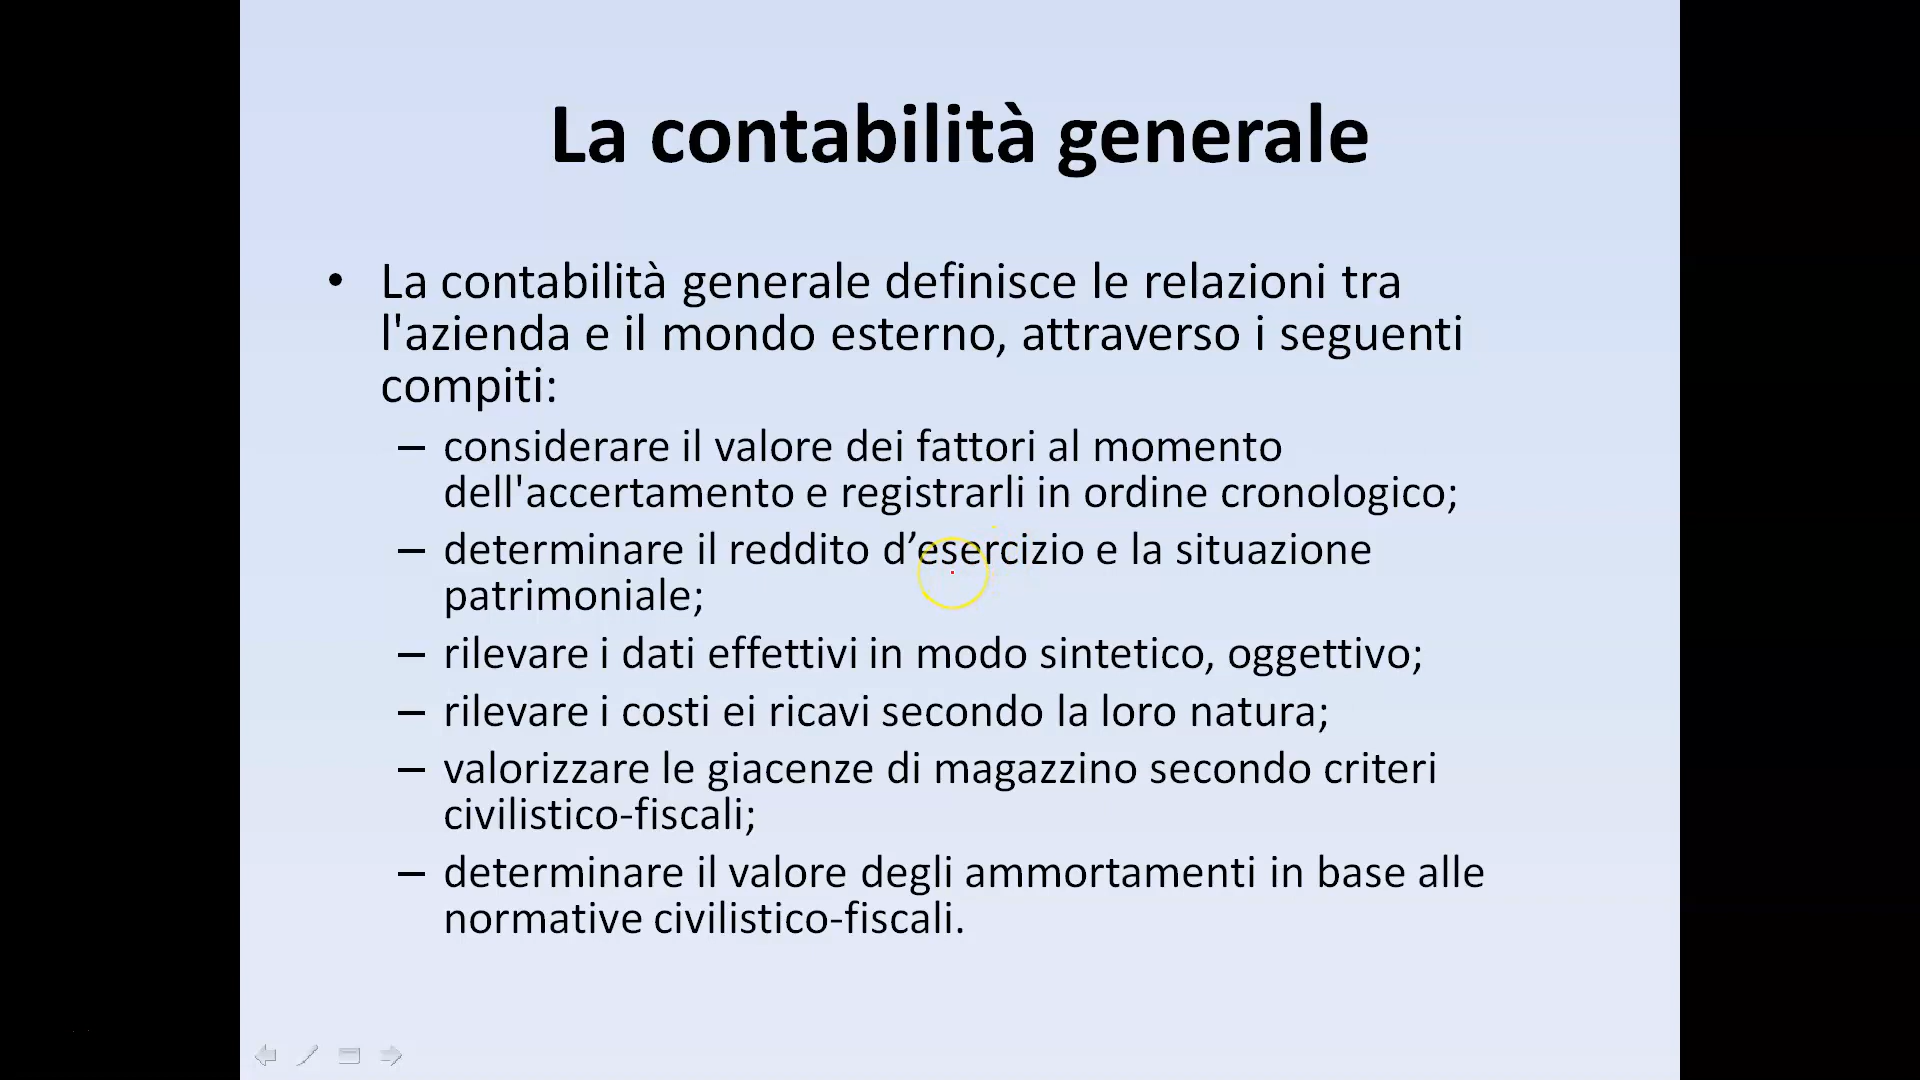 La contabilità generale
• La contabilità generale definisce le relazioni tra
l'azienda e il mondo esterno, attraverso i seguenti
compiti:
– considerare il valore dei fattori al momento
dell'accertamento e registrarli in ordine cronologico;
– determinare il reddito d’esercizio e la situazione
patrimoniale;
– rilevare i dati effettivi in modo sintetico, oggettivo;
– rilevare i costi ei ricavi secondo la loro natura;
– valorizzare le giacenze di magazzino secondo criteri
civilistico-fiscali;
– determinare il valore degli ammortamenti in base alle
normative civilistico-fiscali.